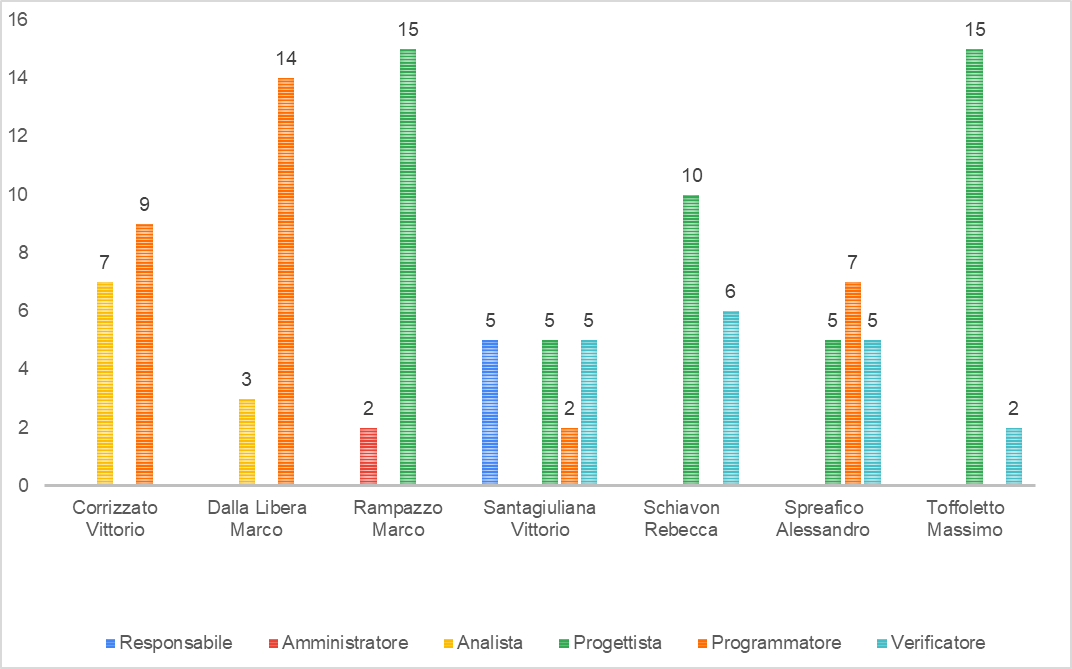 16
14
12
10
8
6
4
2
0
7
9
3
14
2
15
5
5
2
5
10
6
5
7
5
15
2
Corrizzato
Vittorio
Dalla Libera
Marco
Rampazzo
Marco
Santagiuliana
Vittorio
Schiavon
Rebecca
Spreafico
Alessandro
Toffoletto
Massimo
Responsabile
Amministratore
Analista
Progettista
Programmatore
Verificatore